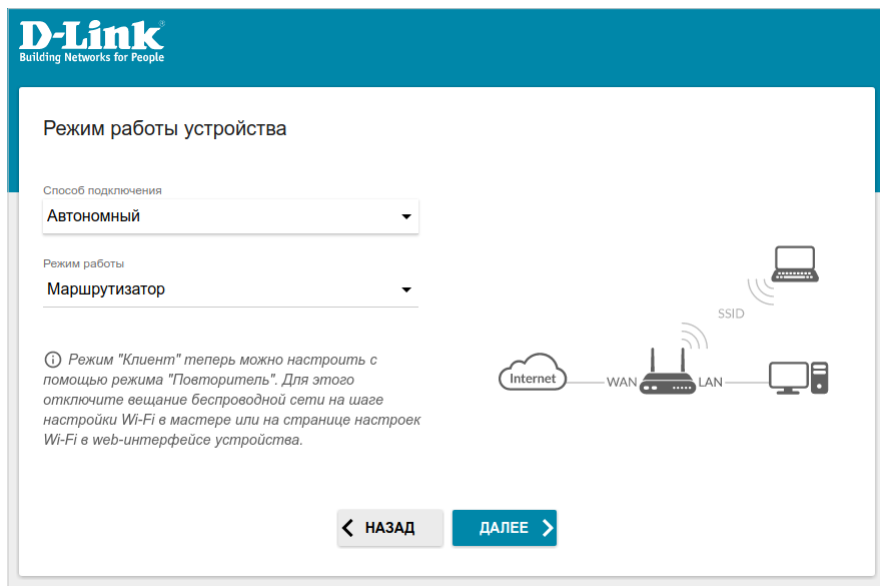 D-Link
Building Networks for People
Режим работы устройства
Способ подключения
Автономный
Режим работы
Маршрутизатор
Режим "Клиент" теперь можно настроить с
помощью режима "Повторитель". Для этого
отключите вещание беспроводной сети на шаге
настройки Wi-Fi в мастере или на странице настроек
Wi-Fi в web-интерфейсе устройства.
SSID
Internet
WAN
LAN
НАЗАД
ДАЛЕЕ